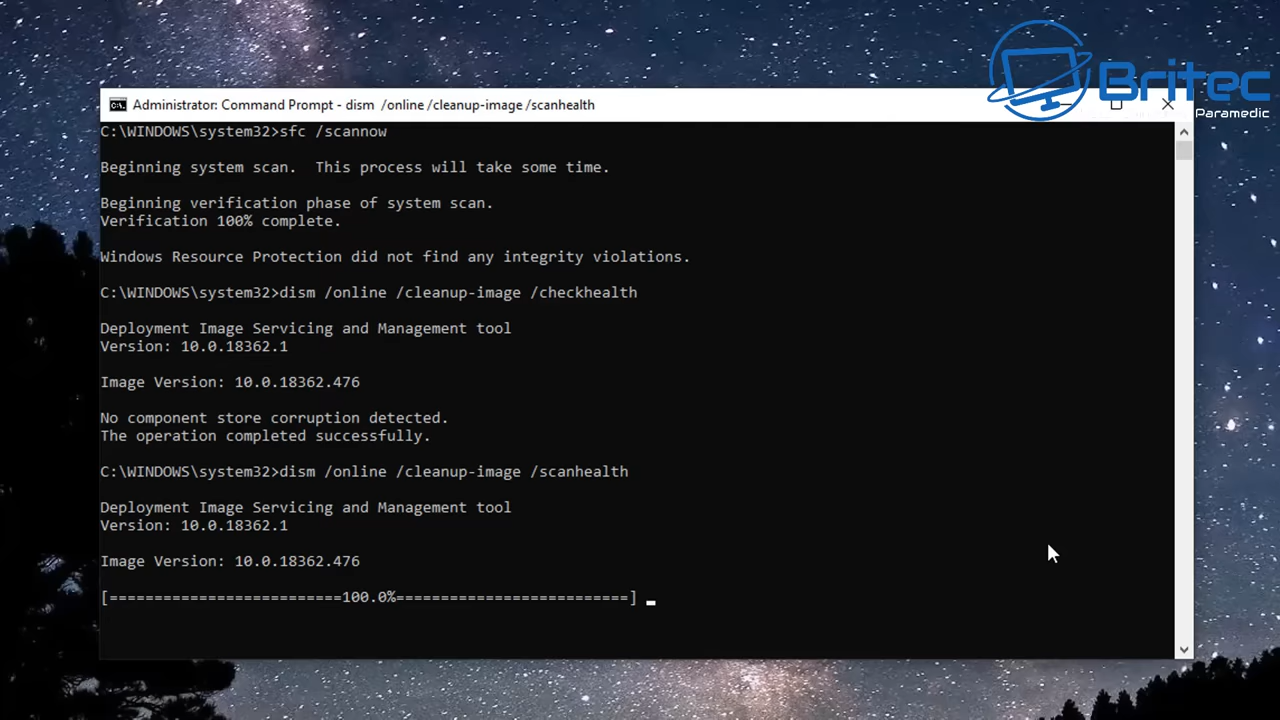 Britec
Paramedic
Administrator: Command Prompt - dism /online /cleanup-image /scanhealth
C:\WINDOWS\system32>sfc /scannow
Beginning system scan.  This process will take some time.
Beginning verification phase of system scan.
Verification 100% complete.
Windows Resource Protection did not find any integrity violations.
C:\WINDOWS\system32>dism /online /cleanup-image /checkhealth
Deployment Image Servicing and Management tool
Version: 10.0.18362.1
Image Version: 10.0.18362.476
No component store corruption detected.
The operation completed successfully.
C:\WINDOWS\system32>dism /online /cleanup-image /scanhealth
Deployment Image Servicing and Management tool
Version: 10.0.18362.1
Image Version: 10.0.18362.476
[==========================100.0%==========================]